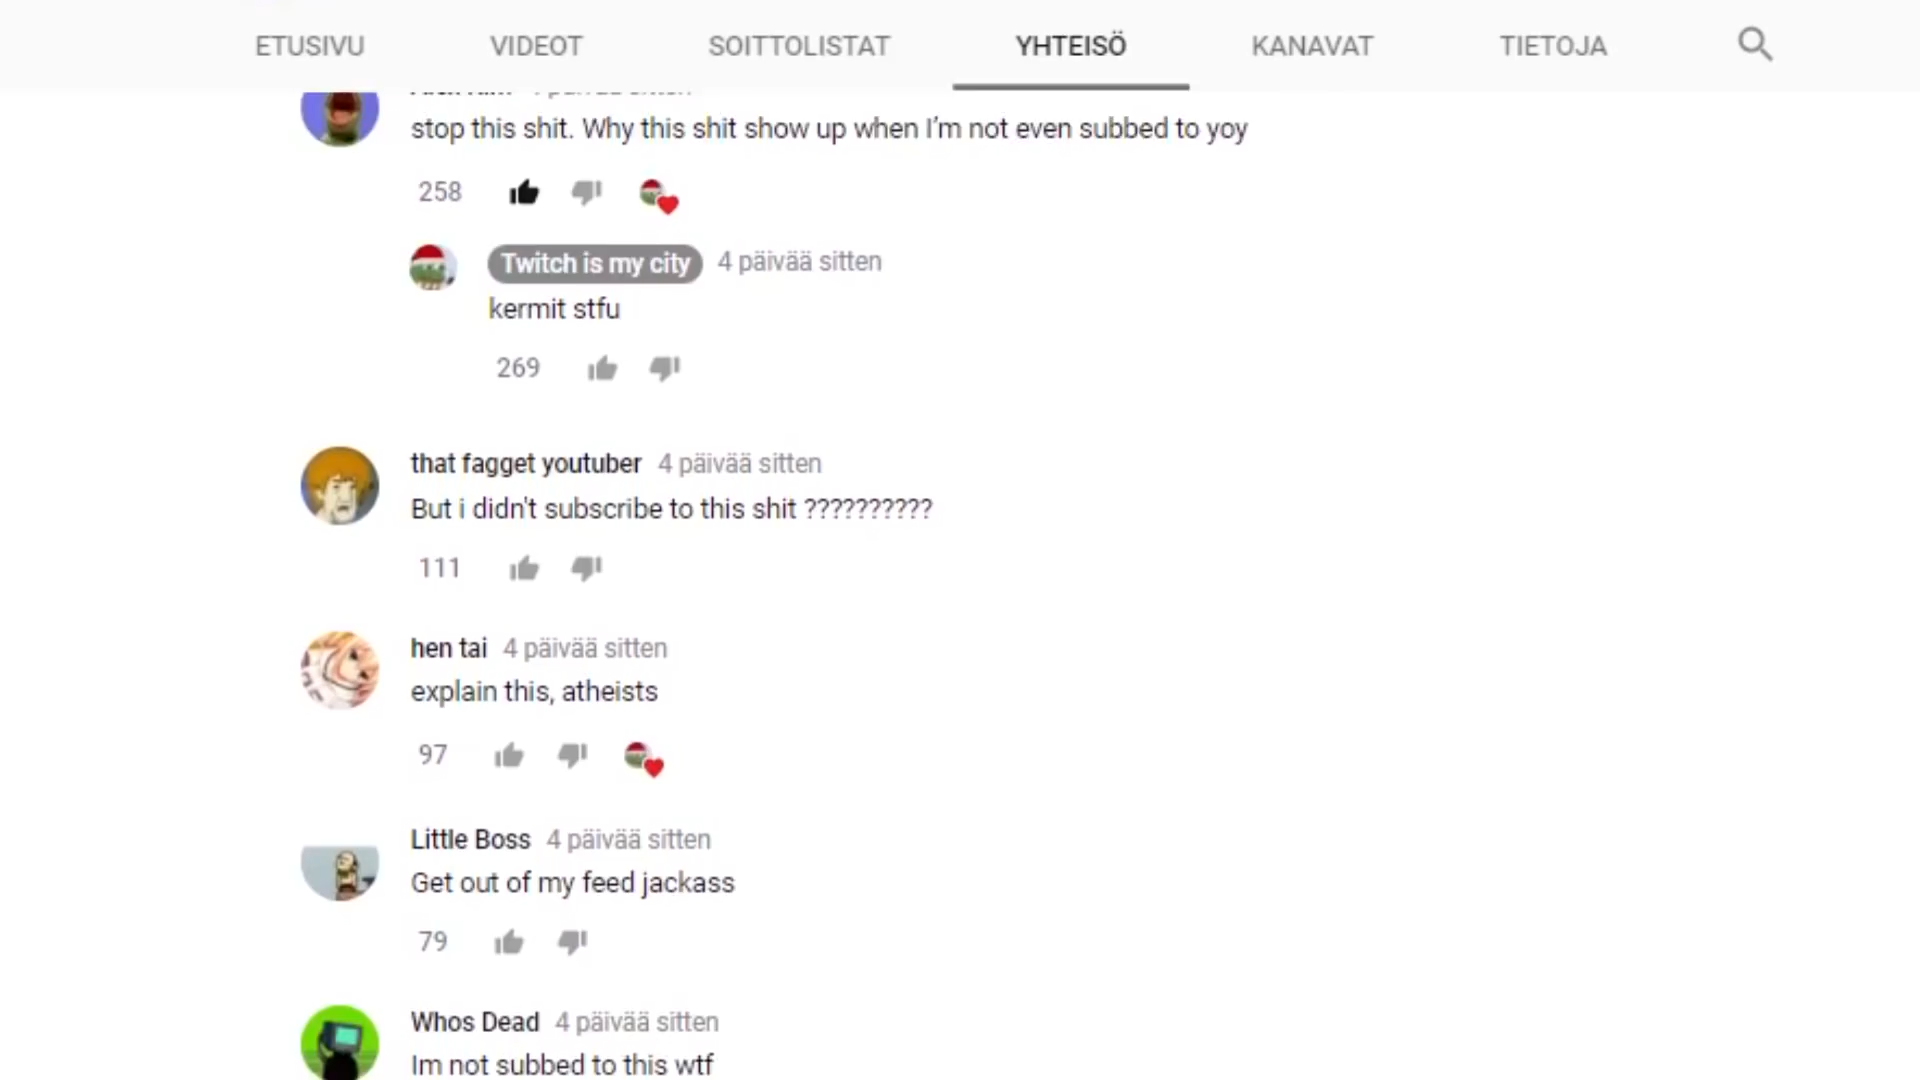 ETUSIVU VIDEOT SOITTOLISTAT YHTEISÖ KANAVAT TIETOJA
stop this shit. Why this shit show up when I’m not even subbed to yoy
258
Twitch is my city 4 päivää sitten
kermit stfu
269
that fagget youtuber 4 päivää sitten
But i didn't subscribe to this shit ??????????
111
hen tai 4 päivää sitten
explain this, atheists
97
Little Boss 4 päivää sitten
Get out of my feed jackass
79
Whos Dead 4 päivää sitten
Im not subbed to this wtf